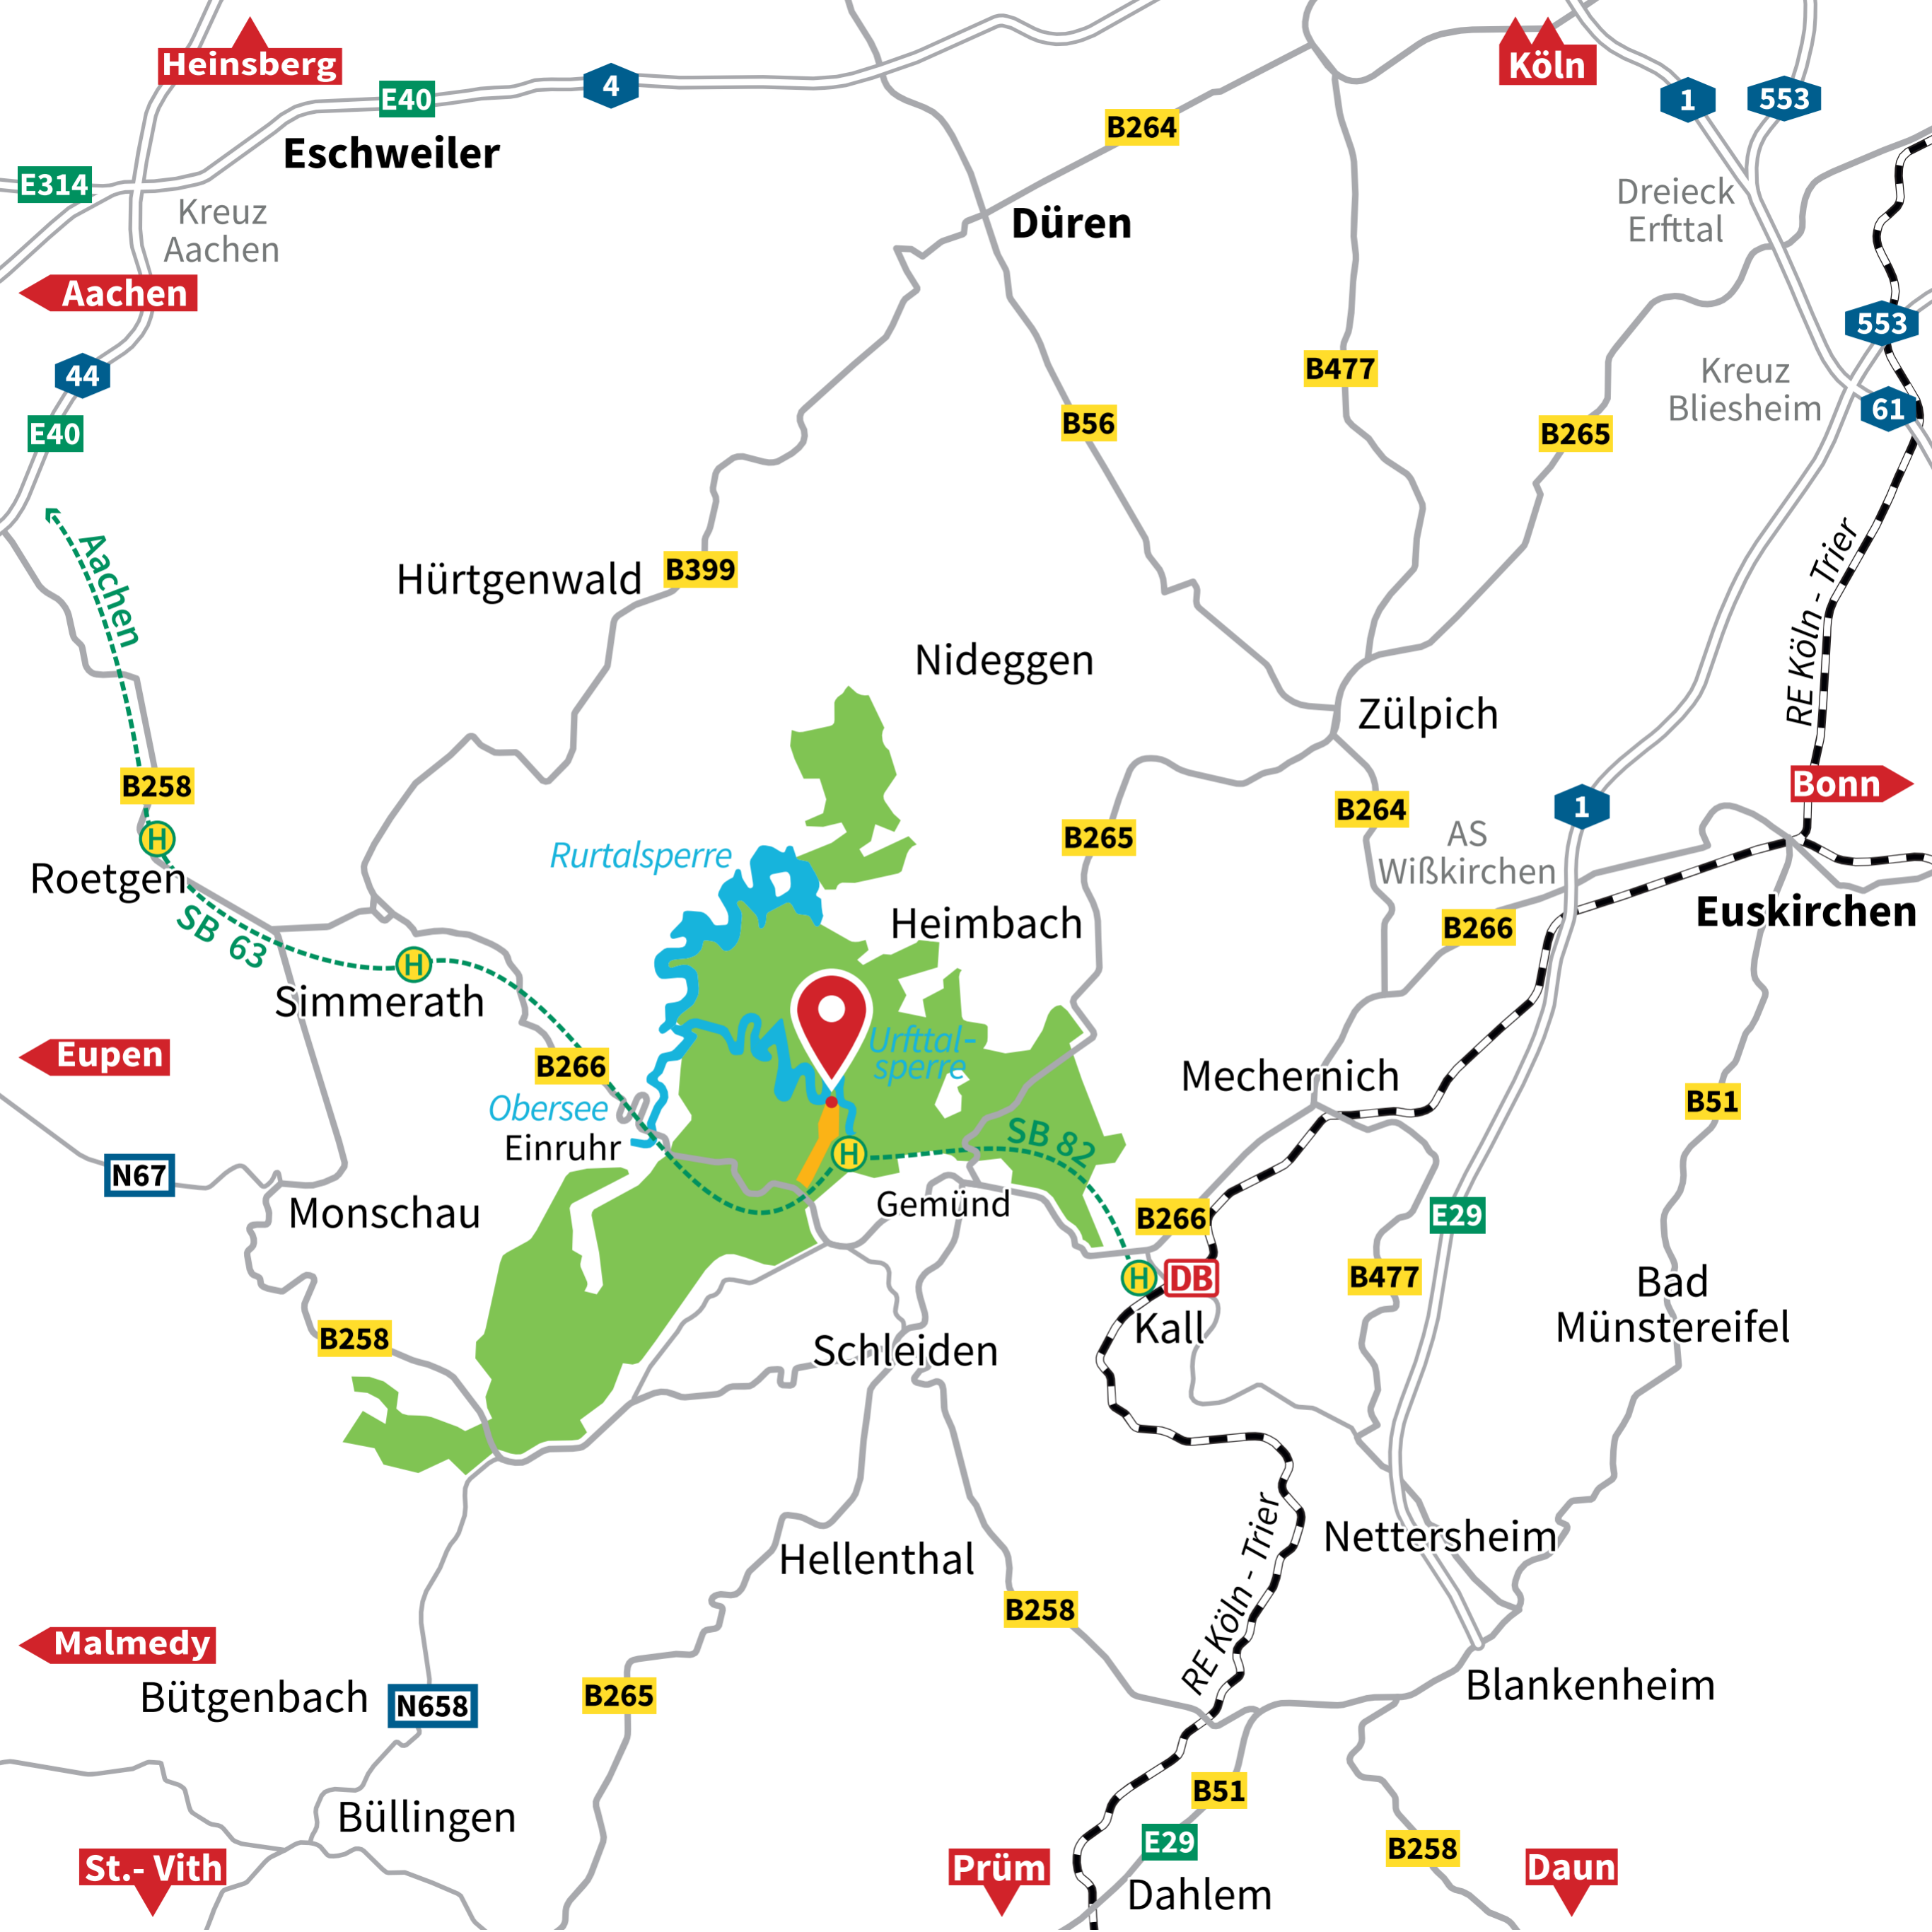 Heinsberg
Köln
E40
4
1
553
B264
Eschweiler
E314
Kreuz
Aachen
Düren
Dreieck
Erfttal
Aachen
553
44
E40
B477
B56
B265
Kreuz
Bliesheim
61
Aachen
Hürtgenwald
B399
RE Köln - Trier
Nideggen
Zülpich
B258
H
Bonn
1
B264
B265
AS
Wißkirchen
Rurtalsperre
Roetgen
SB 63
Heimbach
B266
Euskirchen
H
Simmerath
Urfttal-
sperre
Eupen
B266
Mechernich
Obersee
B51
Einruhr
SB 82
H
N67
Monschau
Gemünd
B266
E29
H
DB
B477
Bad
Münstereifel
Kall
B258
Schleiden
RE Köln - Trier
Nettersheim
Hellenthal
B258
Malmedy
Bütgenbach
N658
B265
Blankenheim
B51
Büllingen
E29
B258
St.- Vith
Prüm
Daun
Dahlem